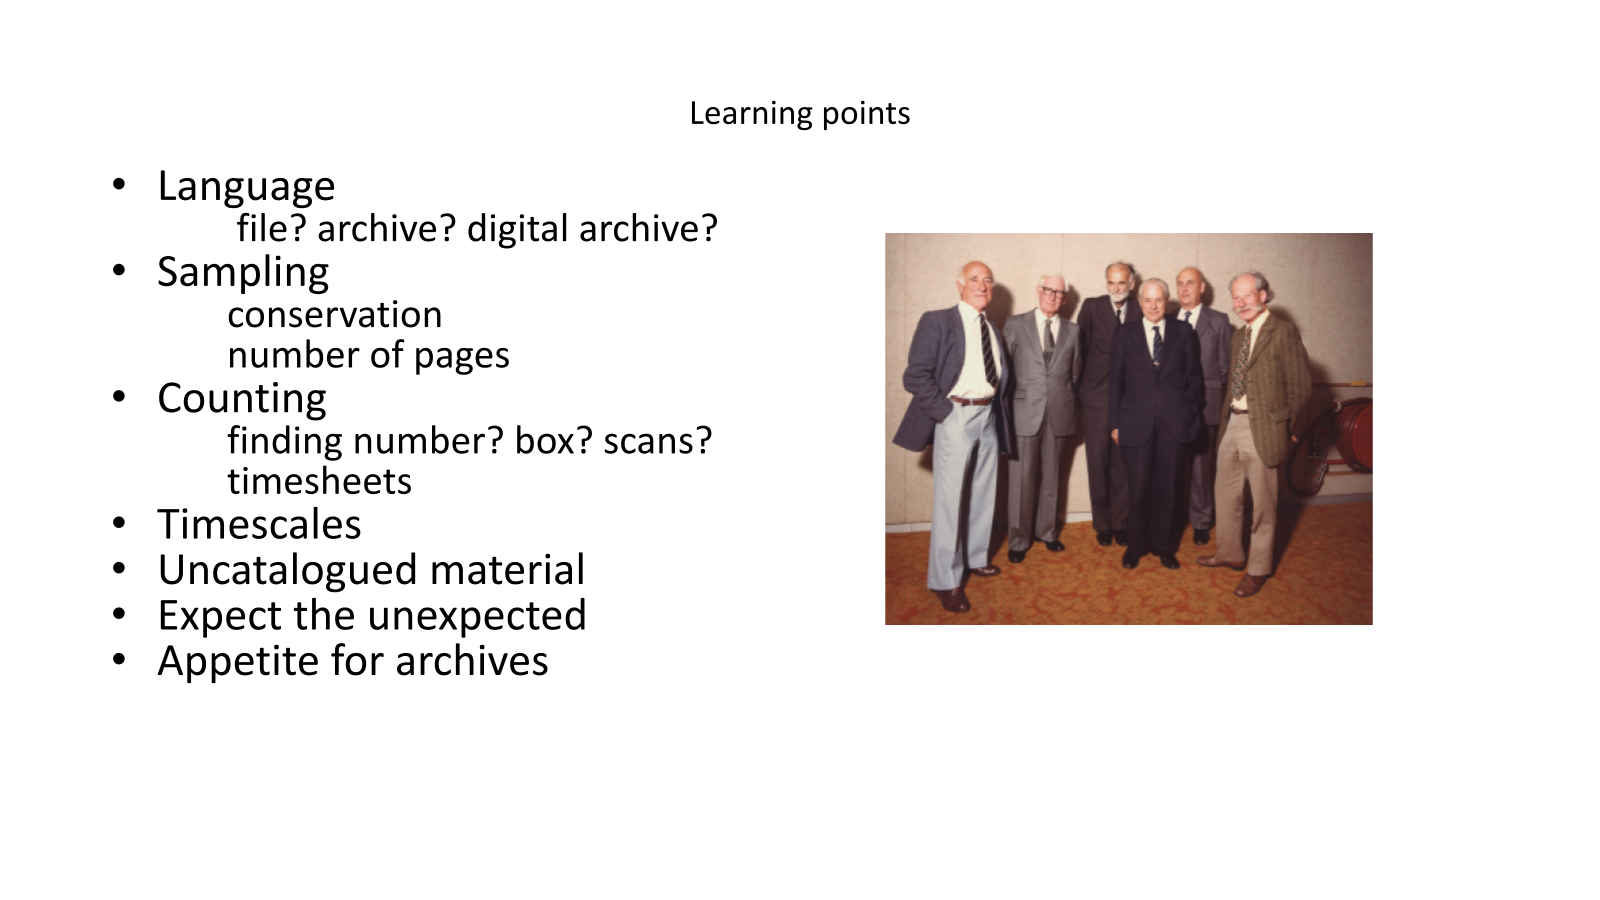 Learning points
• Language
file? archive? digital archive?
• Sampling
conservation
number of pages
• Counting
finding number? box? scans?
timesheets
• Timescales
• Uncatalogued material
• Expect the unexpected
• Appetite for archives